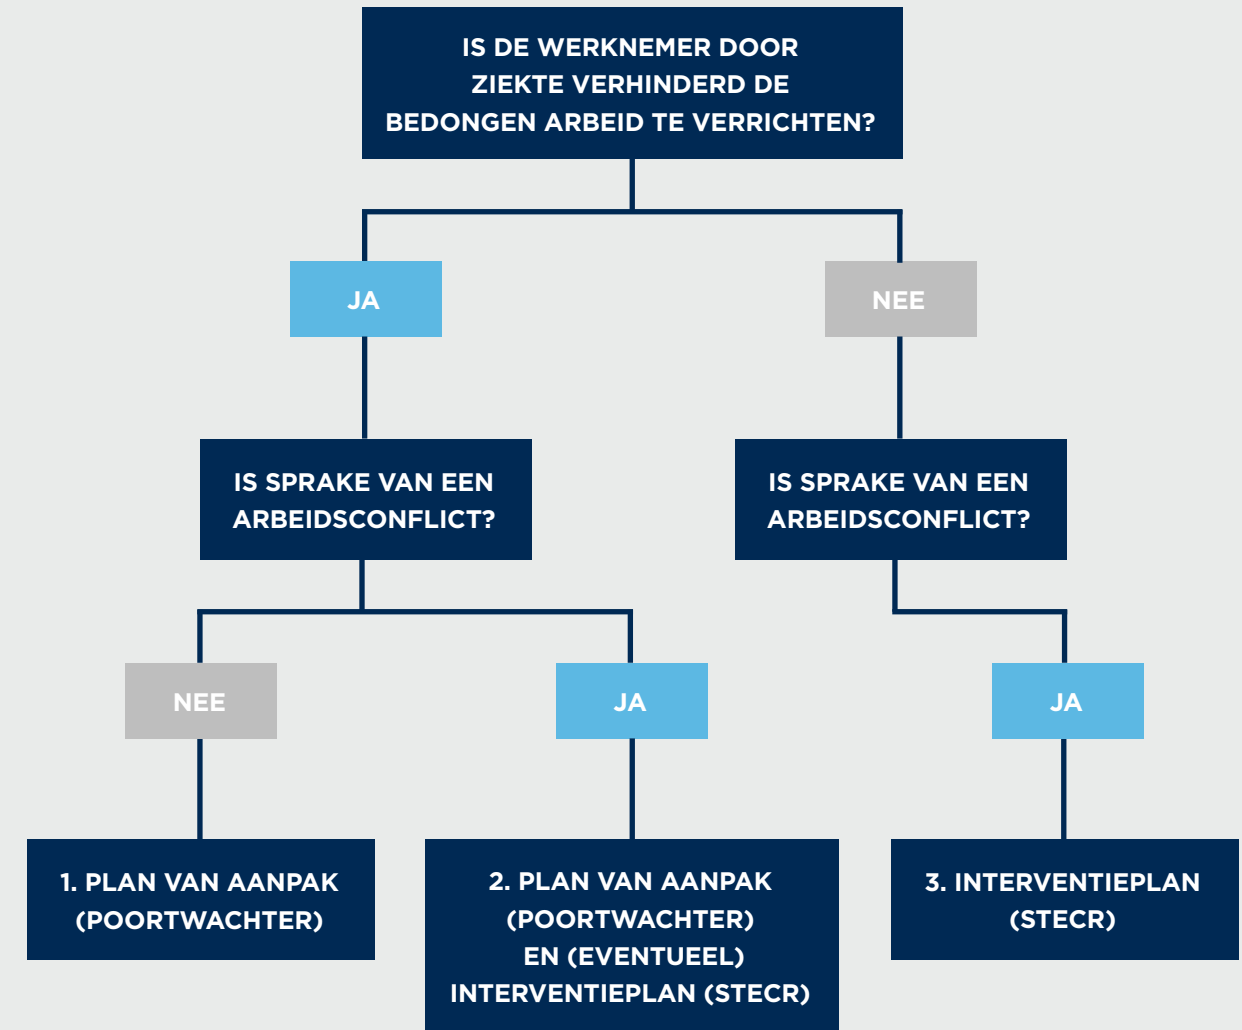 IS DE WERKNEMER DOOR
ZIEKTE VERHINDERD DE
BEDONGEN ARBEID TE VERRICHTEN?
JA
NEE
IS SPRAKE VAN EEN
ARBEIDSCONFLICT?
IS SPRAKE VAN EEN
ARBEIDSCONFLICT?
NEE
JA
JA
1. PLAN VAN AANPAK
(POORTWACHTER)
2. PLAN VAN AANPAK
(POORTWACHTER)
EN (EVENTUEEL)
INTERVENTIEPLAN (STECR)
3. INTERVENTIEPLAN
(STECR)